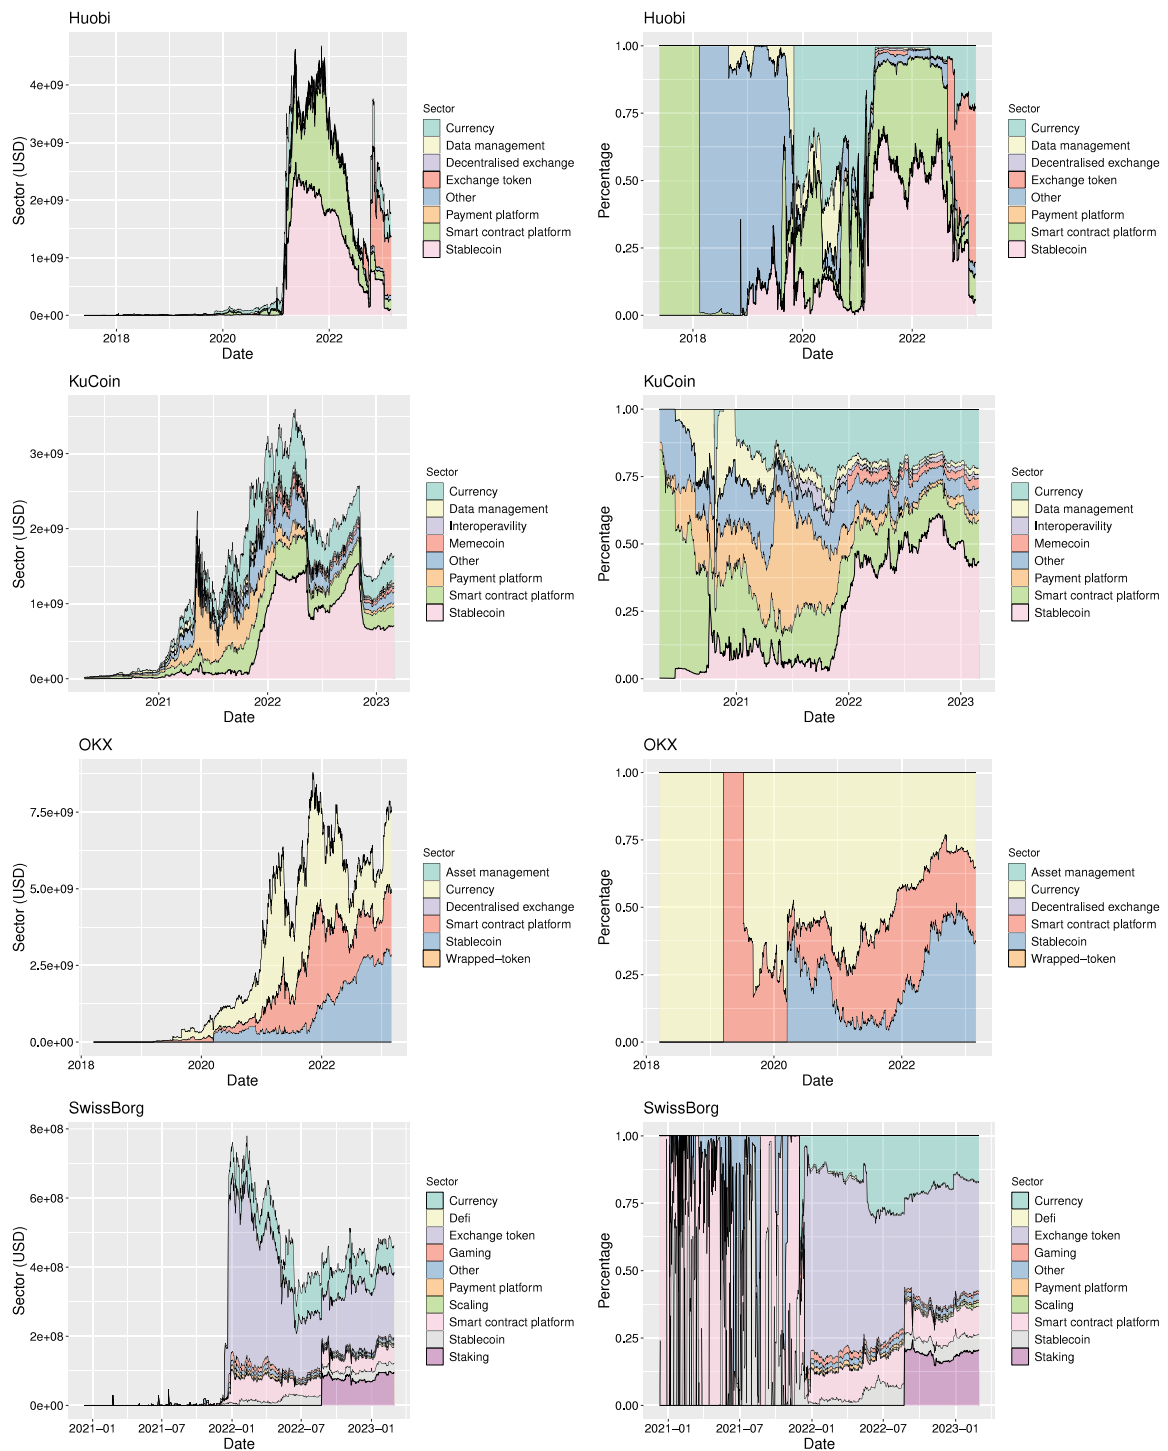 Huobi
Sector (USD)
4e+09
3e+09
2e+09
1e+09
0e+00
2018
2020
2022
Date
Sector
Currency
Data management
Decentralised exchange
Exchange token
Other
Payment platform
Smart contract platform
Stablecoin
Huobi
Percentage
1.00
0.75
0.50
0.25
0.00
2018
2020
2022
Date
Sector
Currency
Data management
Decentralised exchange
Exchange token
Other
Payment platform
Smart contract platform
Stablecoin
KuCoin
Sector (USD)
3e+09
2e+09
1e+09
0e+00
2021
2022
2023
Date
Sector
Currency
Data management
Interoperavility
Memecoin
Other
Payment platform
Smart contract platform
Stablecoin
KuCoin
Percentage
1.00
0.75
0.50
0.25
0.00
2021
2022
2023
Date
Sector
Currency
Data management
Interoperavility
Memecoin
Other
Payment platform
Smart contract platform
Stablecoin
OKX
Sector (USD)
7.5e+09
5.0e+09
2.5e+09
0.0e+00
2018
2020
2022
Date
Sector
Asset management
Currency
Decentralised exchange
Smart contract platform
Stablecoin
Wrapped−token
OKX
Percentage
1.00
0.75
0.50
0.25
0.00
2018
2020
2022
Date
Sector
Asset management
Currency
Decentralised exchange
Smart contract platform
Stablecoin
Wrapped−token
SwissBorg
Sector (USD)
8e+08
6e+08
4e+08
2e+08
0e+00
2021−01
2021−07
2022−01
2022−07
2023−01
Date
Sector
Currency
Defi
Exchange token
Gaming
Other
Payment platform
Scaling
Smart contract platform
Stablecoin
Staking
SwissBorg
Percentage
1.00
0.75
0.50
0.25
0.00
2021−01
2021−07
2022−01
2022−07
2023−01
Date
Sector
Currency
Defi
Exchange token
Gaming
Other
Payment platform
Scaling
Smart contract platform
Stablecoin
Staking